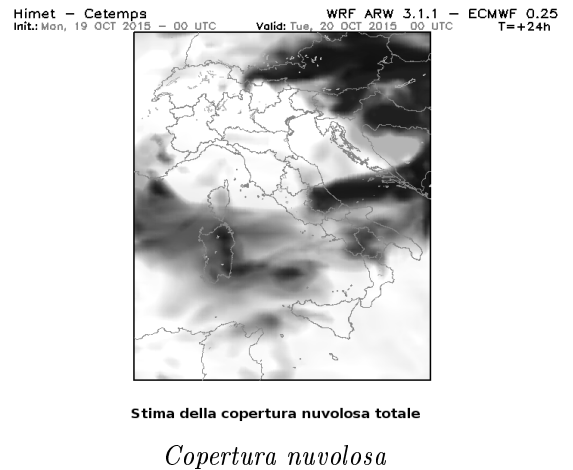 Himet – Cetemps WRF ARW 3.1.1 – ECMWF 0.25
Init.: Mon, 19 OCT 2015 – 00 UTC Valid: Tue, 20 OCT 2015 00 UTC T=+24h
Stima della copertura nuvolosa totale
Copertura nuvolosa